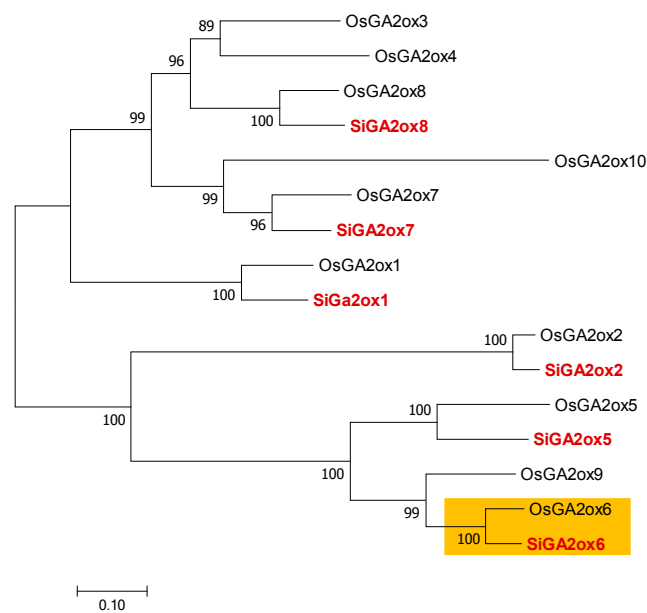 OsGA2ox3
89
OsGA2ox4
96
OsGA2ox8
100
SiGA2ox8
99
OsGA2ox10
99
OsGA2ox7
96
SiGA2ox7
OsGA2ox1
100
SiGa2ox1
OsGA2ox2
100
SiGA2ox2
100
OsGA2ox5
100
SiGA2ox5
100
OsGA2ox9
99
OsGA2ox6
100
SiGA2ox6
0.10